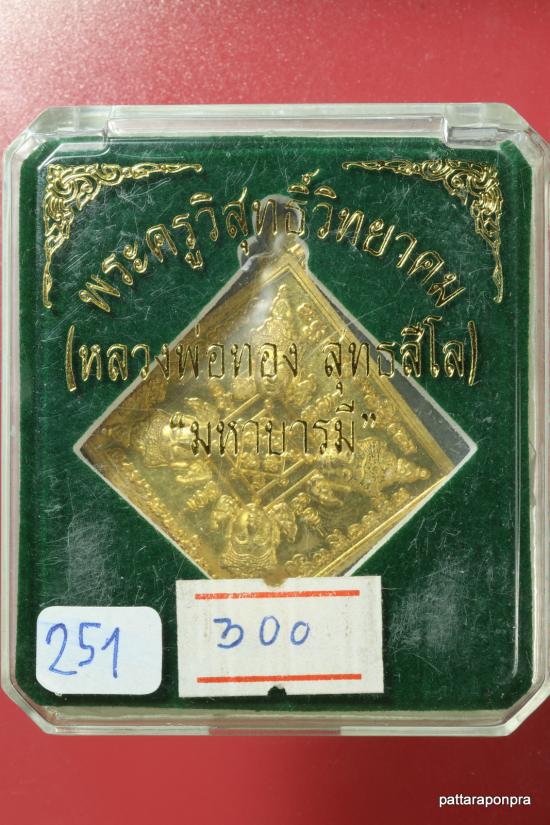 พระครูวิสุทธิ์วิทยาคม
(หลวงพ่อทอง สุทธสีโล)
"มหาบารมี"
251
300
pattaraponpra